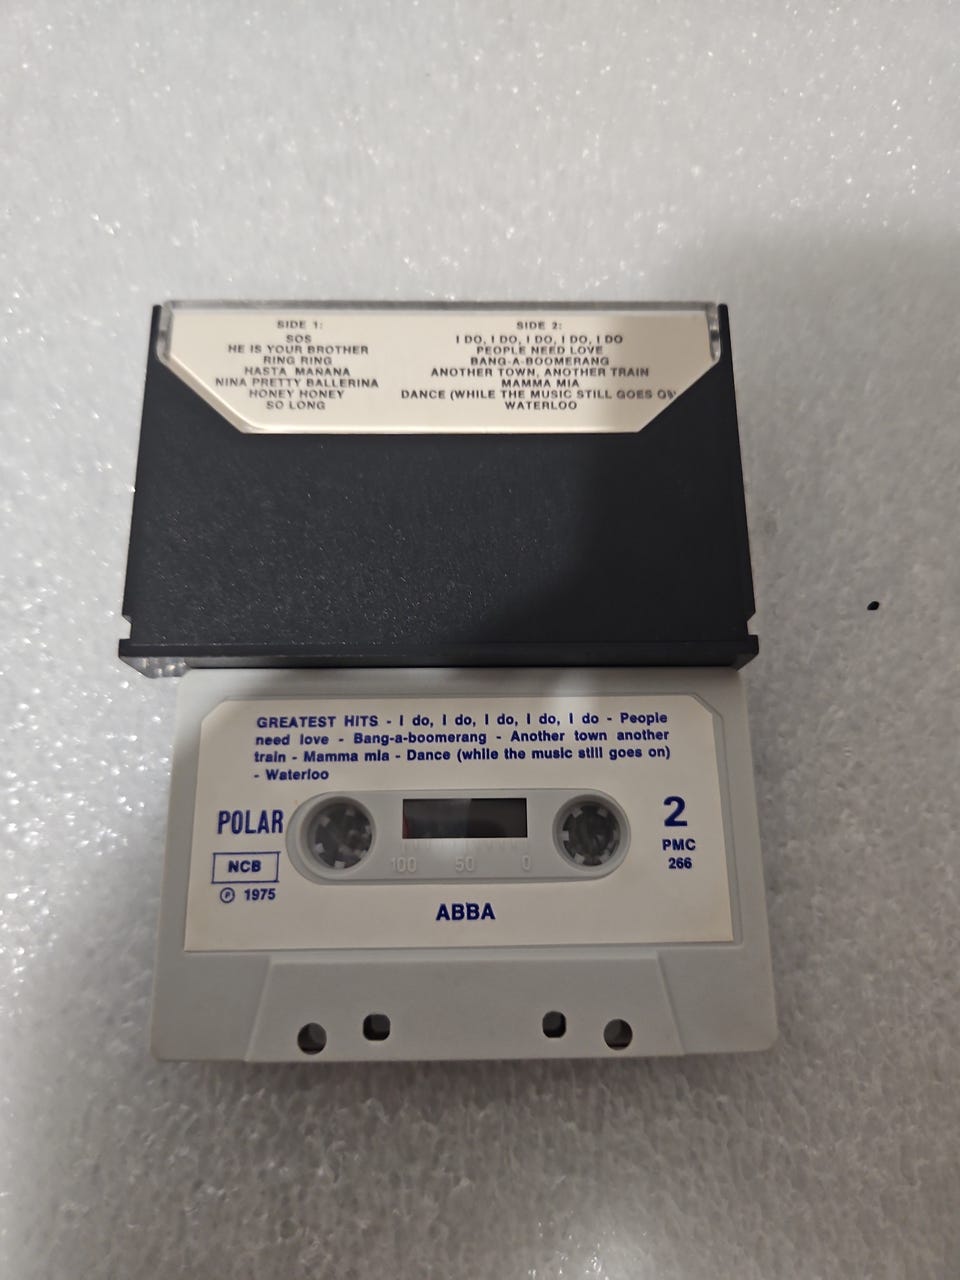 SIDE 1:
SOS
HE IS YOUR BROTHER
RING RING
HASTA MAÑANA
NINA PRETTY BALLERINA
HONEY HONEY
SO LONG
SIDE 2:
I DO, I DO, I DO, I DO, I DO
PEOPLE NEED LOVE
BANG-A-BOOMERANG
ANOTHER TOWN, ANOTHER TRAIN
MAMMA MIA
DANCE (WHILE THE MUSIC STILL GOES ON)
WATERLOO
GREATEST HITS - I do, I do, I do, I do, I do - People
need love - Bang-a-boomerang - Another town another
train - Mamma mia - Dance (while the music still goes on)
- Waterloo
POLAR
NCB
Ⓟ 1975
100 50 0
2
PMC
266
ABBA